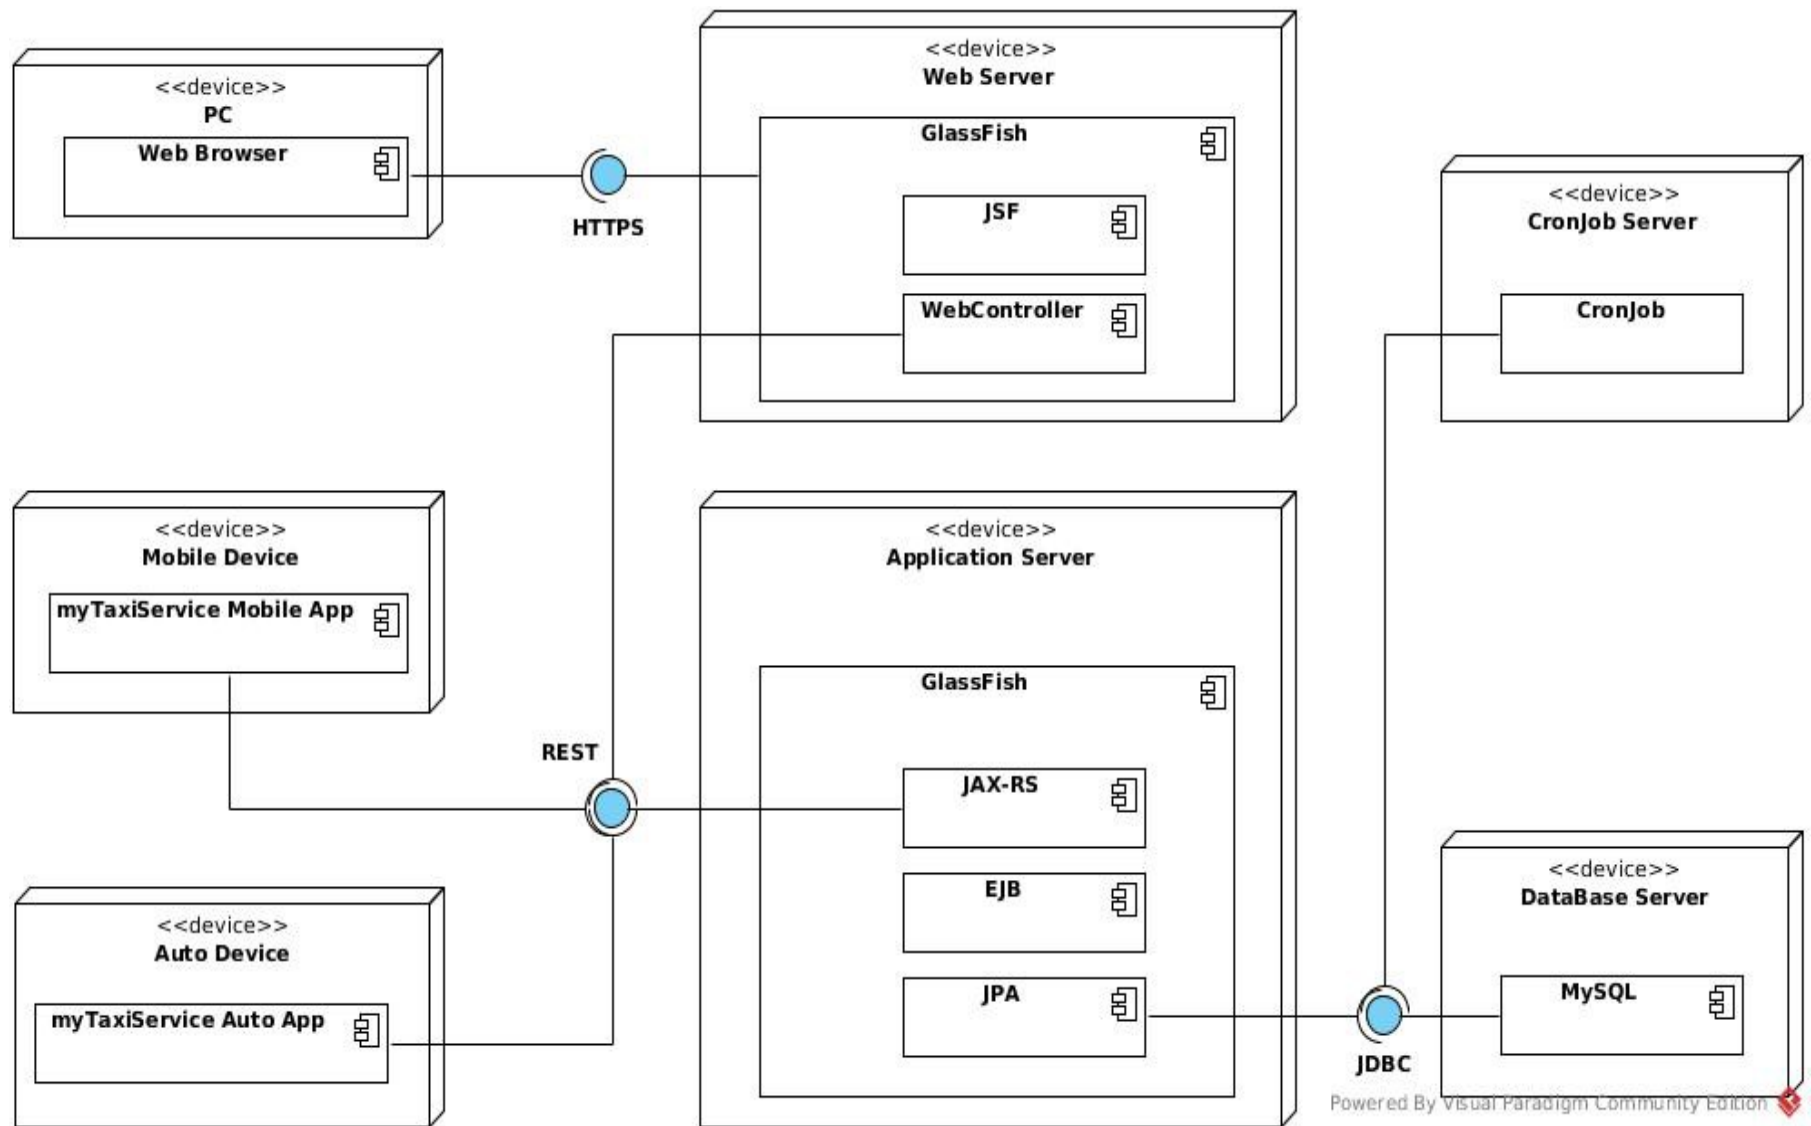 <<device>>
PC
Web Browser
HTTPS
<<device>>
Web Server
GlassFish
JSF
WebController
<<device>>
CronJob Server
CronJob
<<device>>
Mobile Device
myTaxiService Mobile App
REST
<<device>>
Auto Device
myTaxiService Auto App
<<device>>
Application Server
GlassFish
JAX-RS
EJB
JPA
JDBC
<<device>>
DataBase Server
MySQL
Powered By Visual Paradigm Community Edition